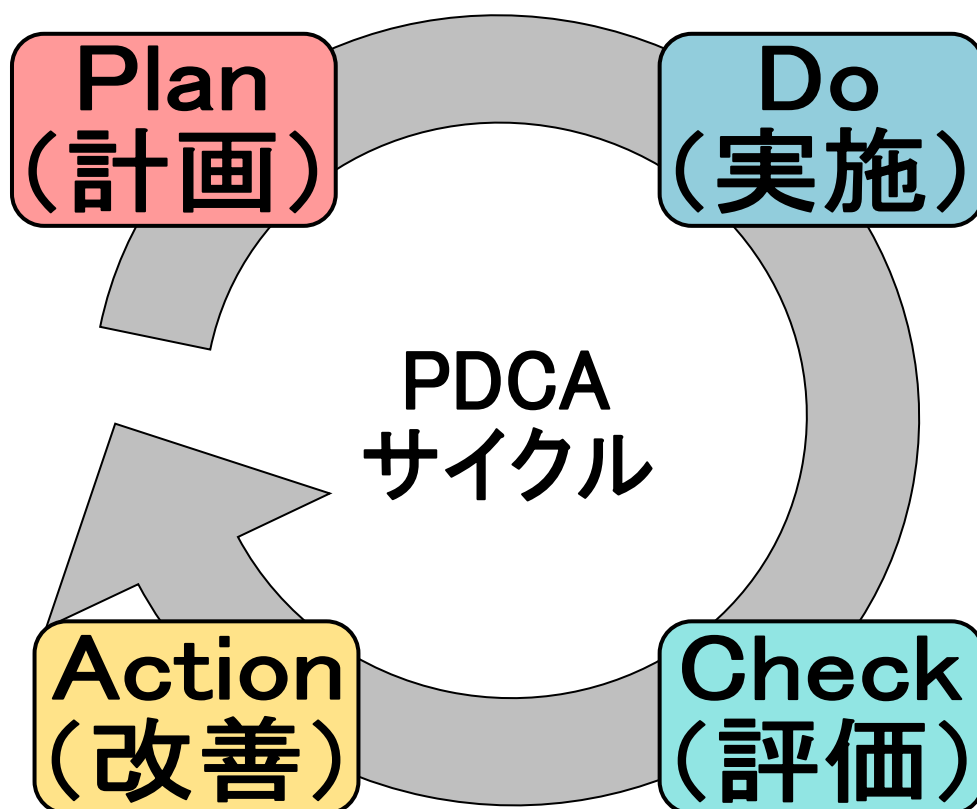 Plan
（計画）
Do
（実施）
PDCA
サイクル
Action
（改善）
Check
（評価）